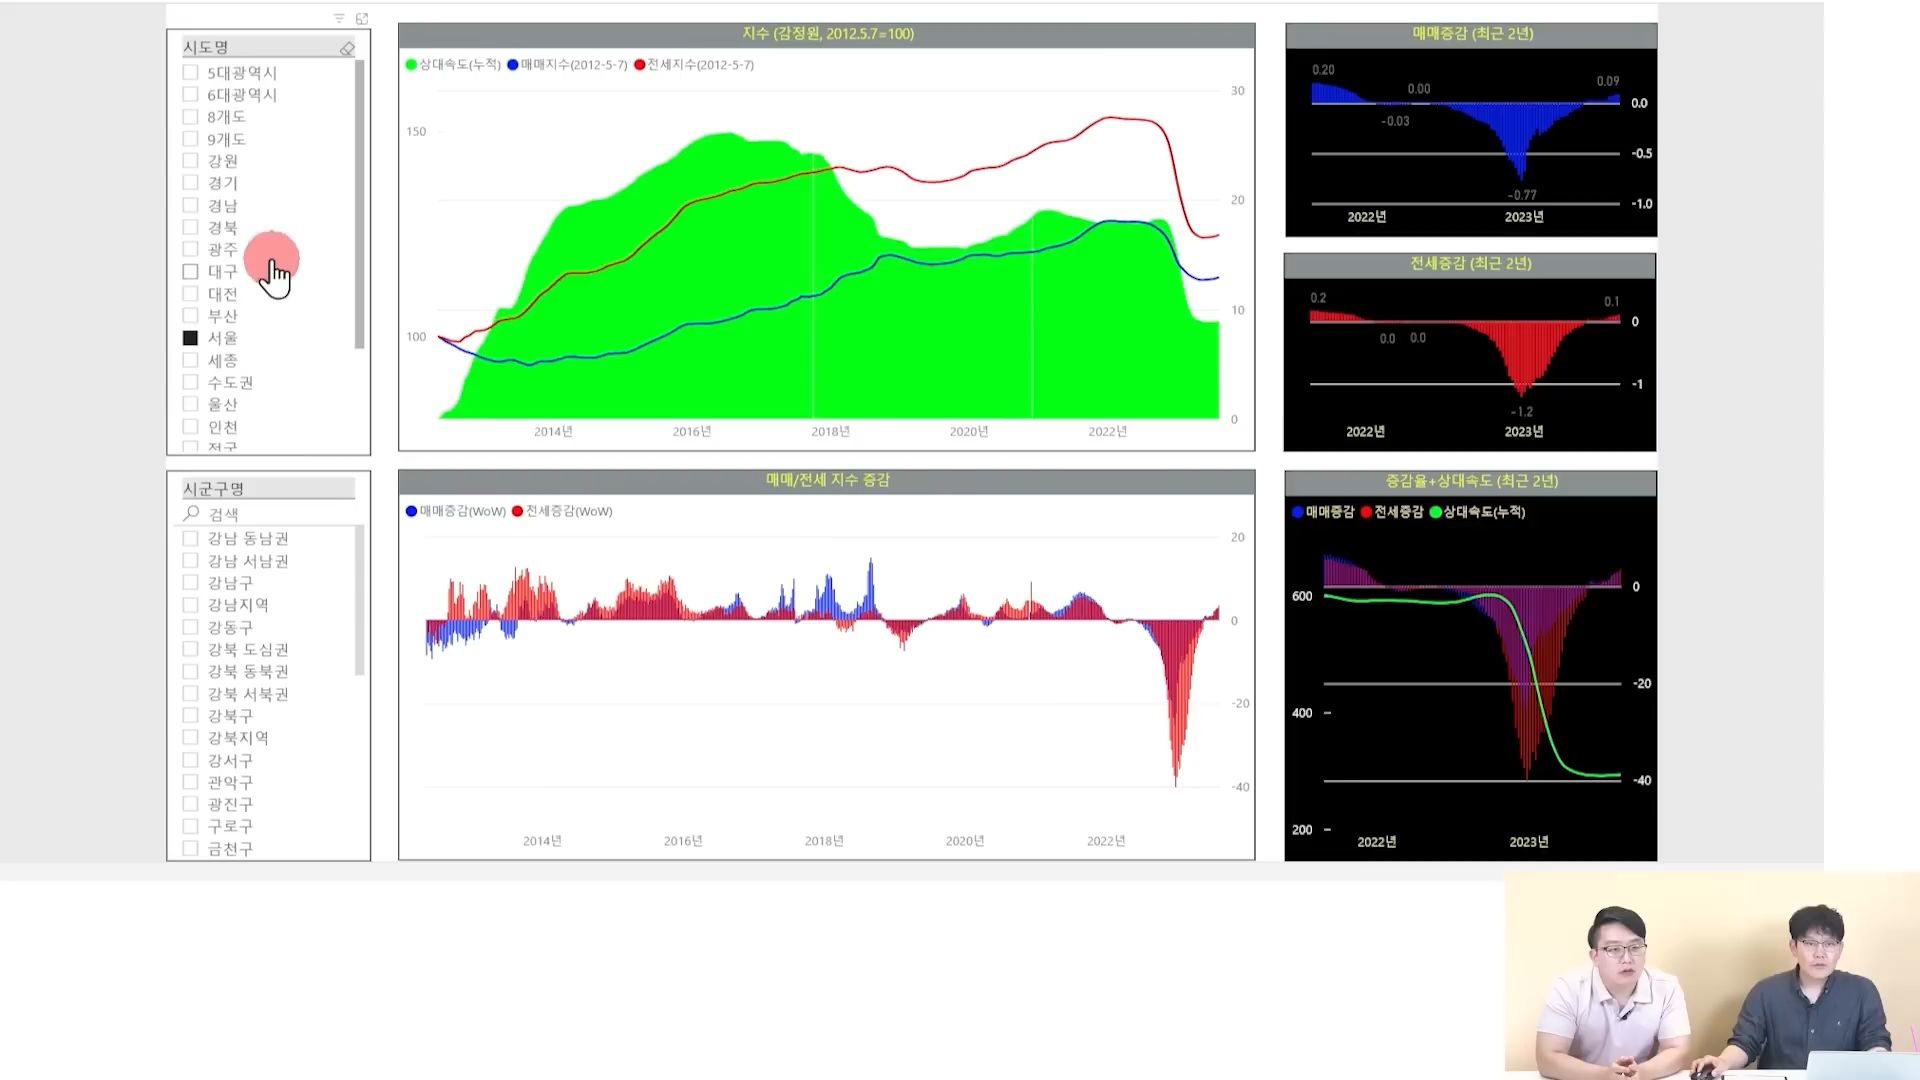 시도명
5대광역시
6대광역시
8개도
9개도
강원
경기
경남
경북
광주
대구
대전
부산
서울
세종
수도권
울산
인천
전국
시군구명
검색
강남 동남권
강남 서남권
강남구
강남지역
강동구
강북 도심권
강북 동북권
강북 서북권
강북구
강북지역
강서구
관악구
광진구
구로구
금천구
지수 (감정원, 2012.5.7=100)
상대속도(누적) 매매지수(2012-5-7) 전세지수(2012-5-7)
30
150
20
100
10
0
2014년 2016년 2018년 2020년 2022년
매매/전세 지수 증감
매매증감(WoW) 전세증감(WoW)
20
0
-20
-40
2014년 2016년 2018년 2020년 2022년
매매증감 (최근 2년)
0.20
0.00
0.09
0.0
-0.03
-0.5
-0.77
-1.0
2022년 2023년
전세증감 (최근 2년)
0.2
0.1
0
0.0 0.0
-1
-1.2
2022년 2023년
증감율+상대속도 (최근 2년)
매매증감 전세증감 상대속도(누적)
0
600
-20
400
-40
200
2022년 2023년